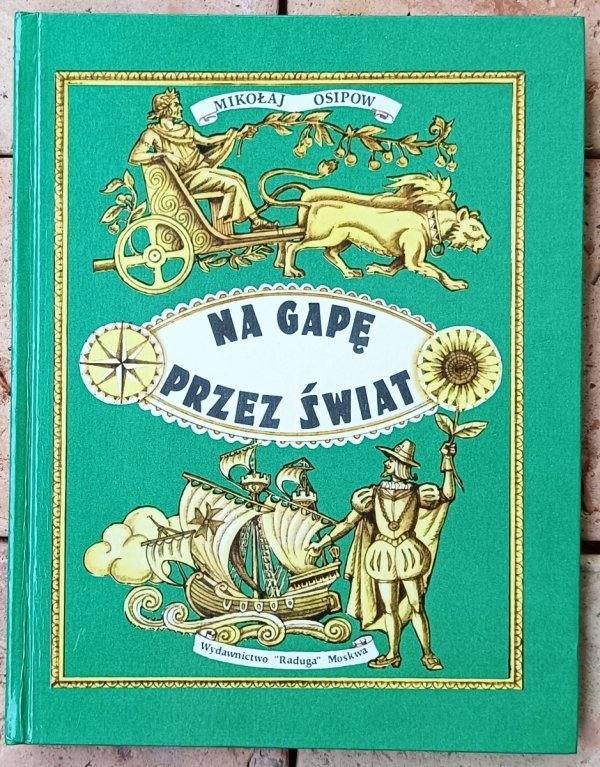 MIKOŁAJ OSIPOW
NA GAPĘ
PRZEZ ŚWIAT
Wydawnictwo "Raduga" Moskwa